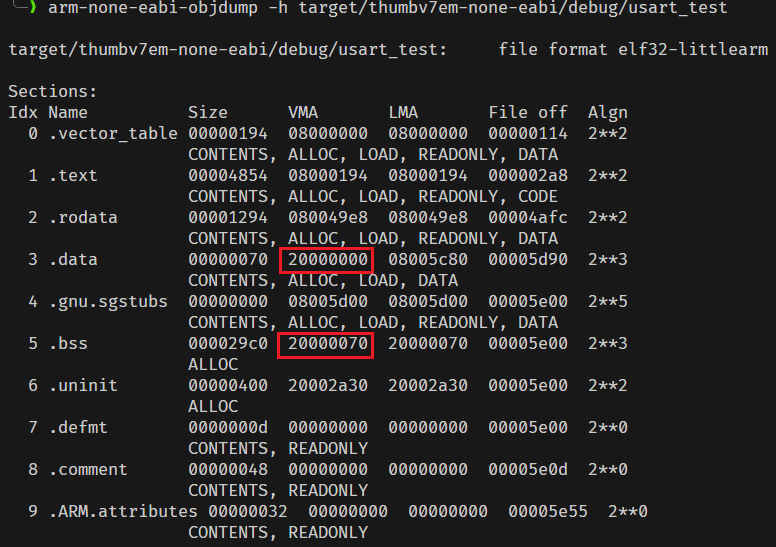 ❯ arm-none-eabi-objdump -h target/thumbv7em-none-eabi/debug/usart_test
target/thumbv7em-none-eabi/debug/usart_test:     file format elf32-littlearm
Sections:
Idx Name          Size      VMA       LMA       File off  Algn
  0 .vector_table 00000194  08000000  08000000  00000114  2**2
                  CONTENTS, ALLOC, LOAD, READONLY, DATA
  1 .text         00004854  08000194  08000194  000002a8  2**2
                  CONTENTS, ALLOC, LOAD, READONLY, CODE
  2 .rodata       00001294  080049e8  080049e8  00004afc  2**2
                  CONTENTS, ALLOC, LOAD, READONLY, DATA
  3 .data         00000070  20000000  08005c80  00005d90  2**3
                  CONTENTS, ALLOC, LOAD, DATA
  4 .gnu.sgstubs  00000000  08005d00  08005d00  00005e00  2**5
                  CONTENTS, ALLOC, LOAD, READONLY, DATA
  5 .bss          000029c0  20000070  20000070  00005e00  2**3
                  ALLOC
  6 .uninit       00000400  20002a30  20002a30  00005e00  2**2
                  ALLOC
  7 .defmt        0000000d  00000000  00000000  00005e00  2**0
                  CONTENTS, READONLY
  8 .comment      00000048  00000000  00000000  00005e0d  2**0
                  CONTENTS, READONLY
  9 .ARM.attributes 00000032  00000000  00000000  00005e55  2**0
                  CONTENTS, READONLY